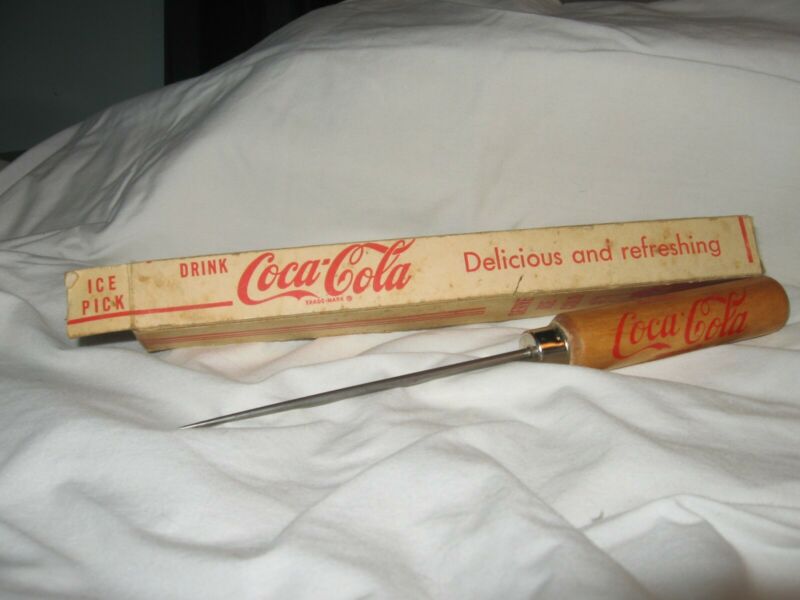 ICE
PICK
DRINK
Coca-Cola
TRADE-MARK ®
Delicious and refreshing
Coca-Cola